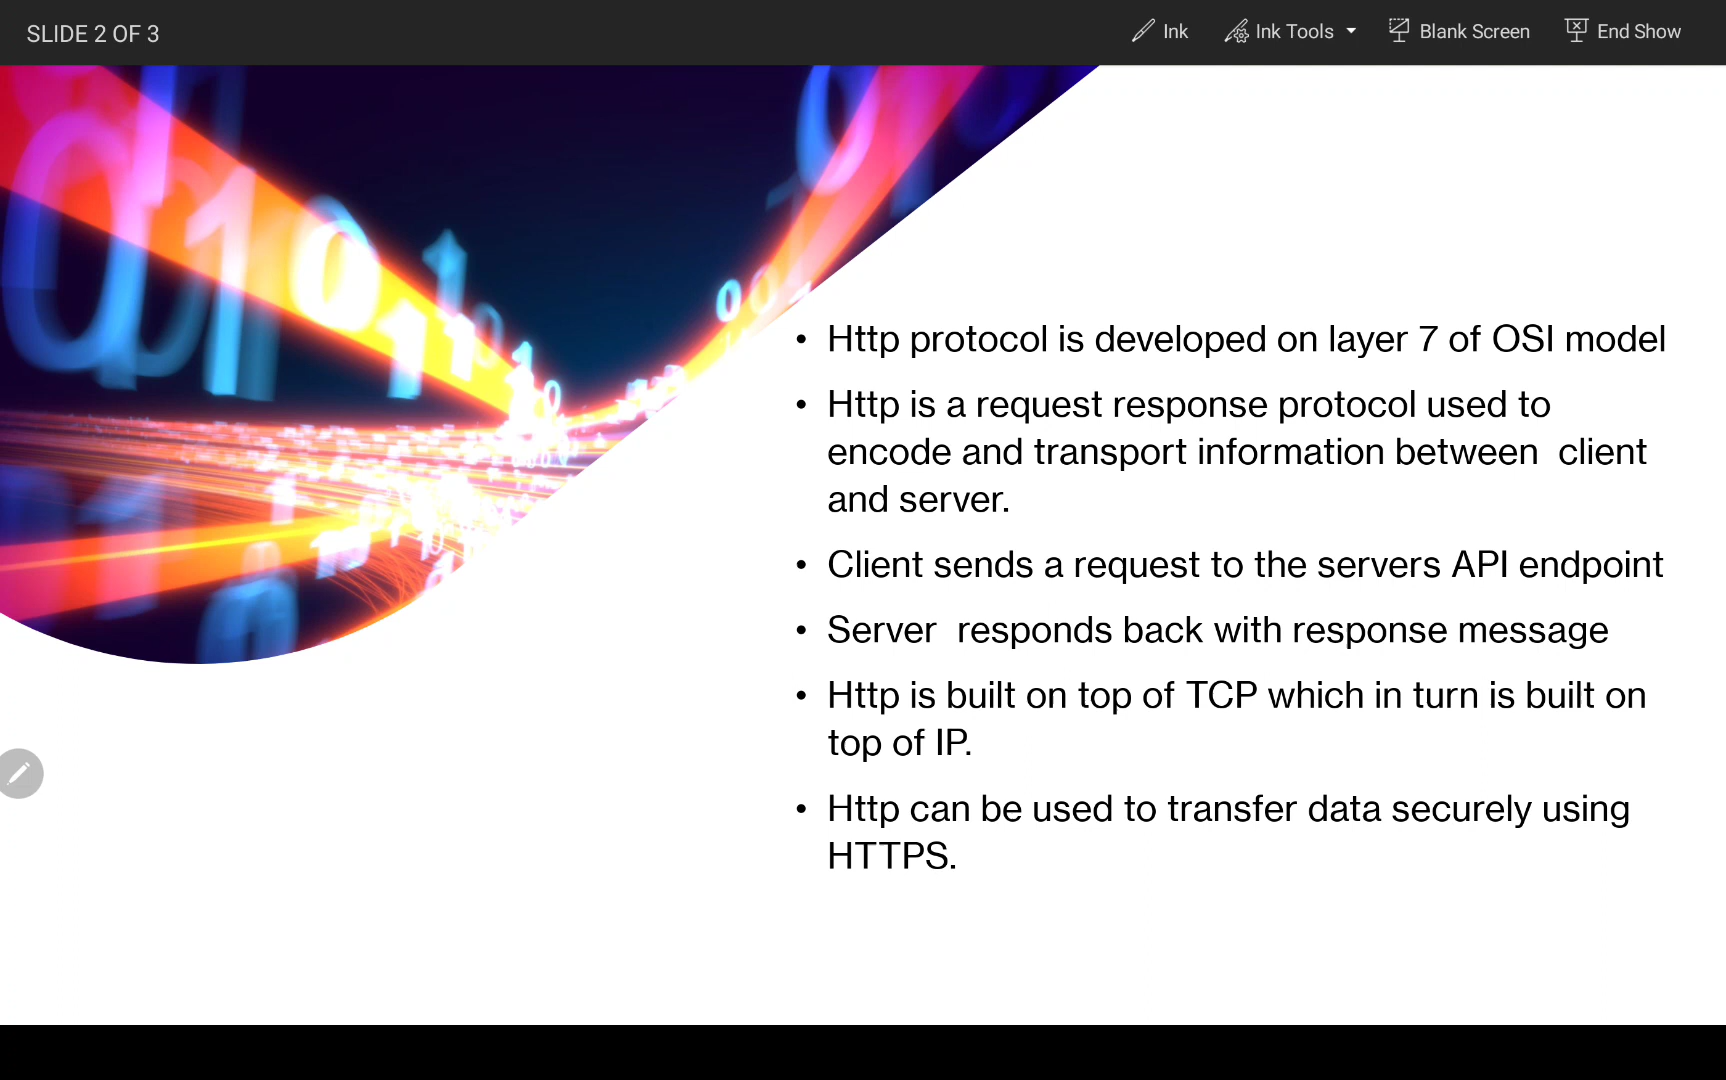 SLIDE 2 OF 3
Ink
Ink Tools
Blank Screen
End Show
• Http protocol is developed on layer 7 of OSI model
• Http is a request response protocol used to
encode and transport information between  client
and server.
• Client sends a request to the servers API endpoint
• Server  responds back with response message
• Http is built on top of TCP which in turn is built on
top of IP.
• Http can be used to transfer data securely using
HTTPS.